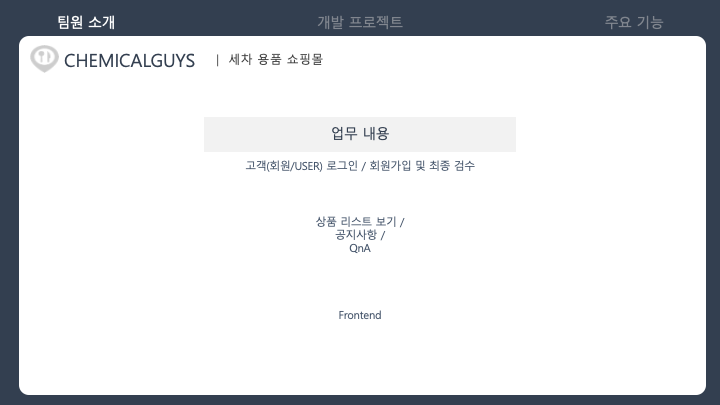 팀원 소개
개발 프로젝트
주요 기능
CHEMICALGUYS | 세차 용품 쇼핑몰
업무 내용
고객(회원/USER) 로그인 / 회원가입 및 최종 검수
상품 리스트 보기 /
공지사항 /
QnA
Frontend